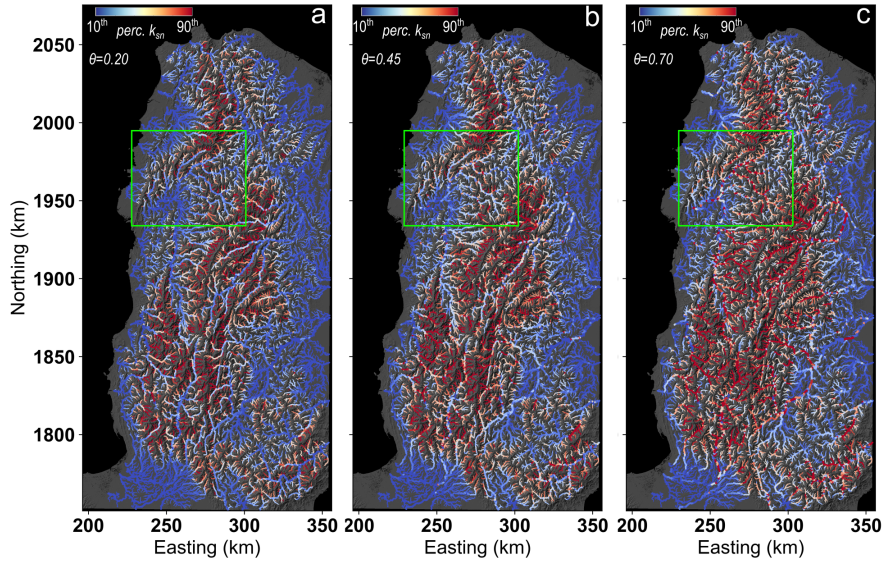 a
10th 90th
perc. ksn
θ=0.20
b
10th 90th
perc. ksn
θ=0.45
c
10th 90th
perc. ksn
θ=0.70
Northing (km)
2050
2000
1950
1900
1850
1800
200 250 300 350
Easting (km)
200 250 300 350
Easting (km)
200 250 300 350
Easting (km)